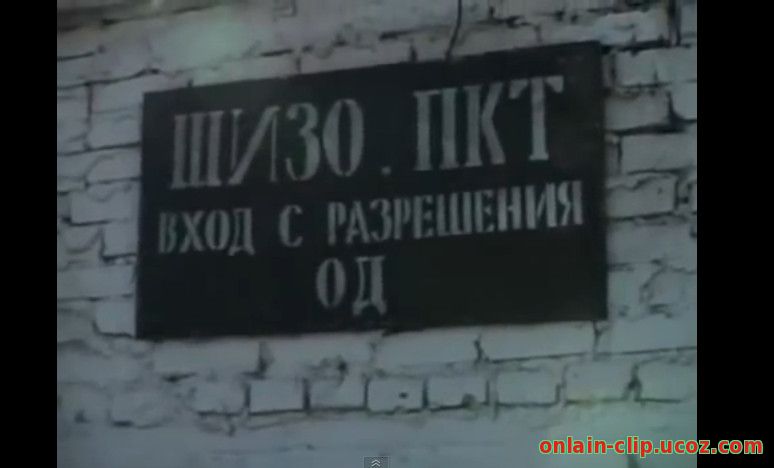 ШИЗО . ПКТ
ВХОД С РАЗРЕШЕНИЯ
ОД
onlain-clip.ucoz.com